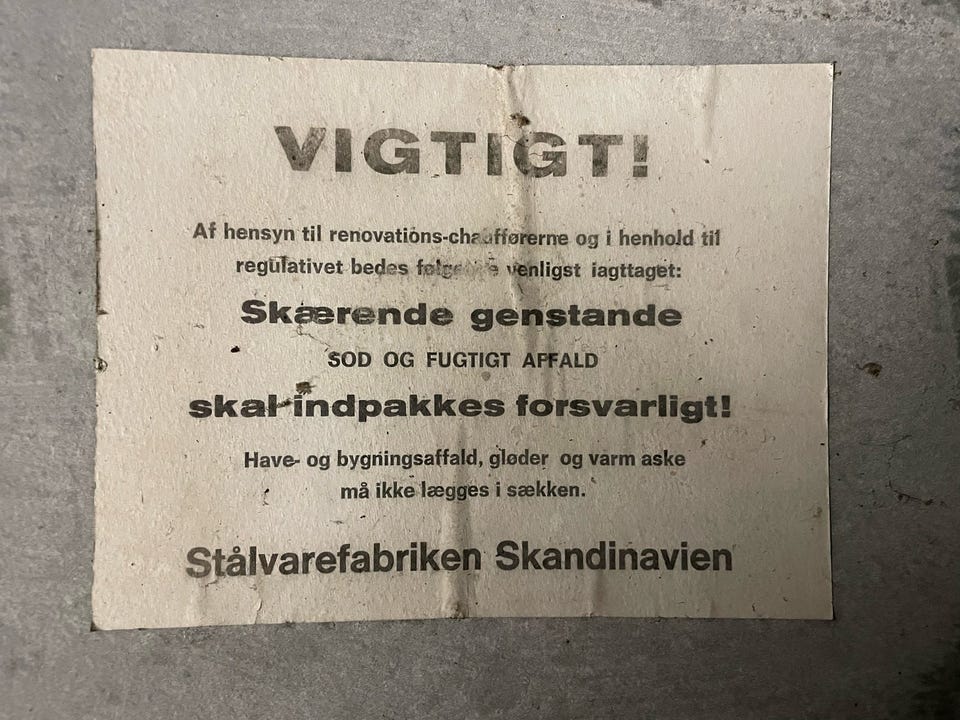 VIGTIGT!
Af hensyn til renovations-chaufførerne og i henhold til
regulativet bedes følgende venligst iagttaget:
Skærende genstande
SOD OG FUGTIGT AFFALD
skal indpakkes forsvarligt!
Have- og bygningsaffald, gløder og varm aske
må ikke lægges i sækken.
Stålvarefabriken Skandinavien